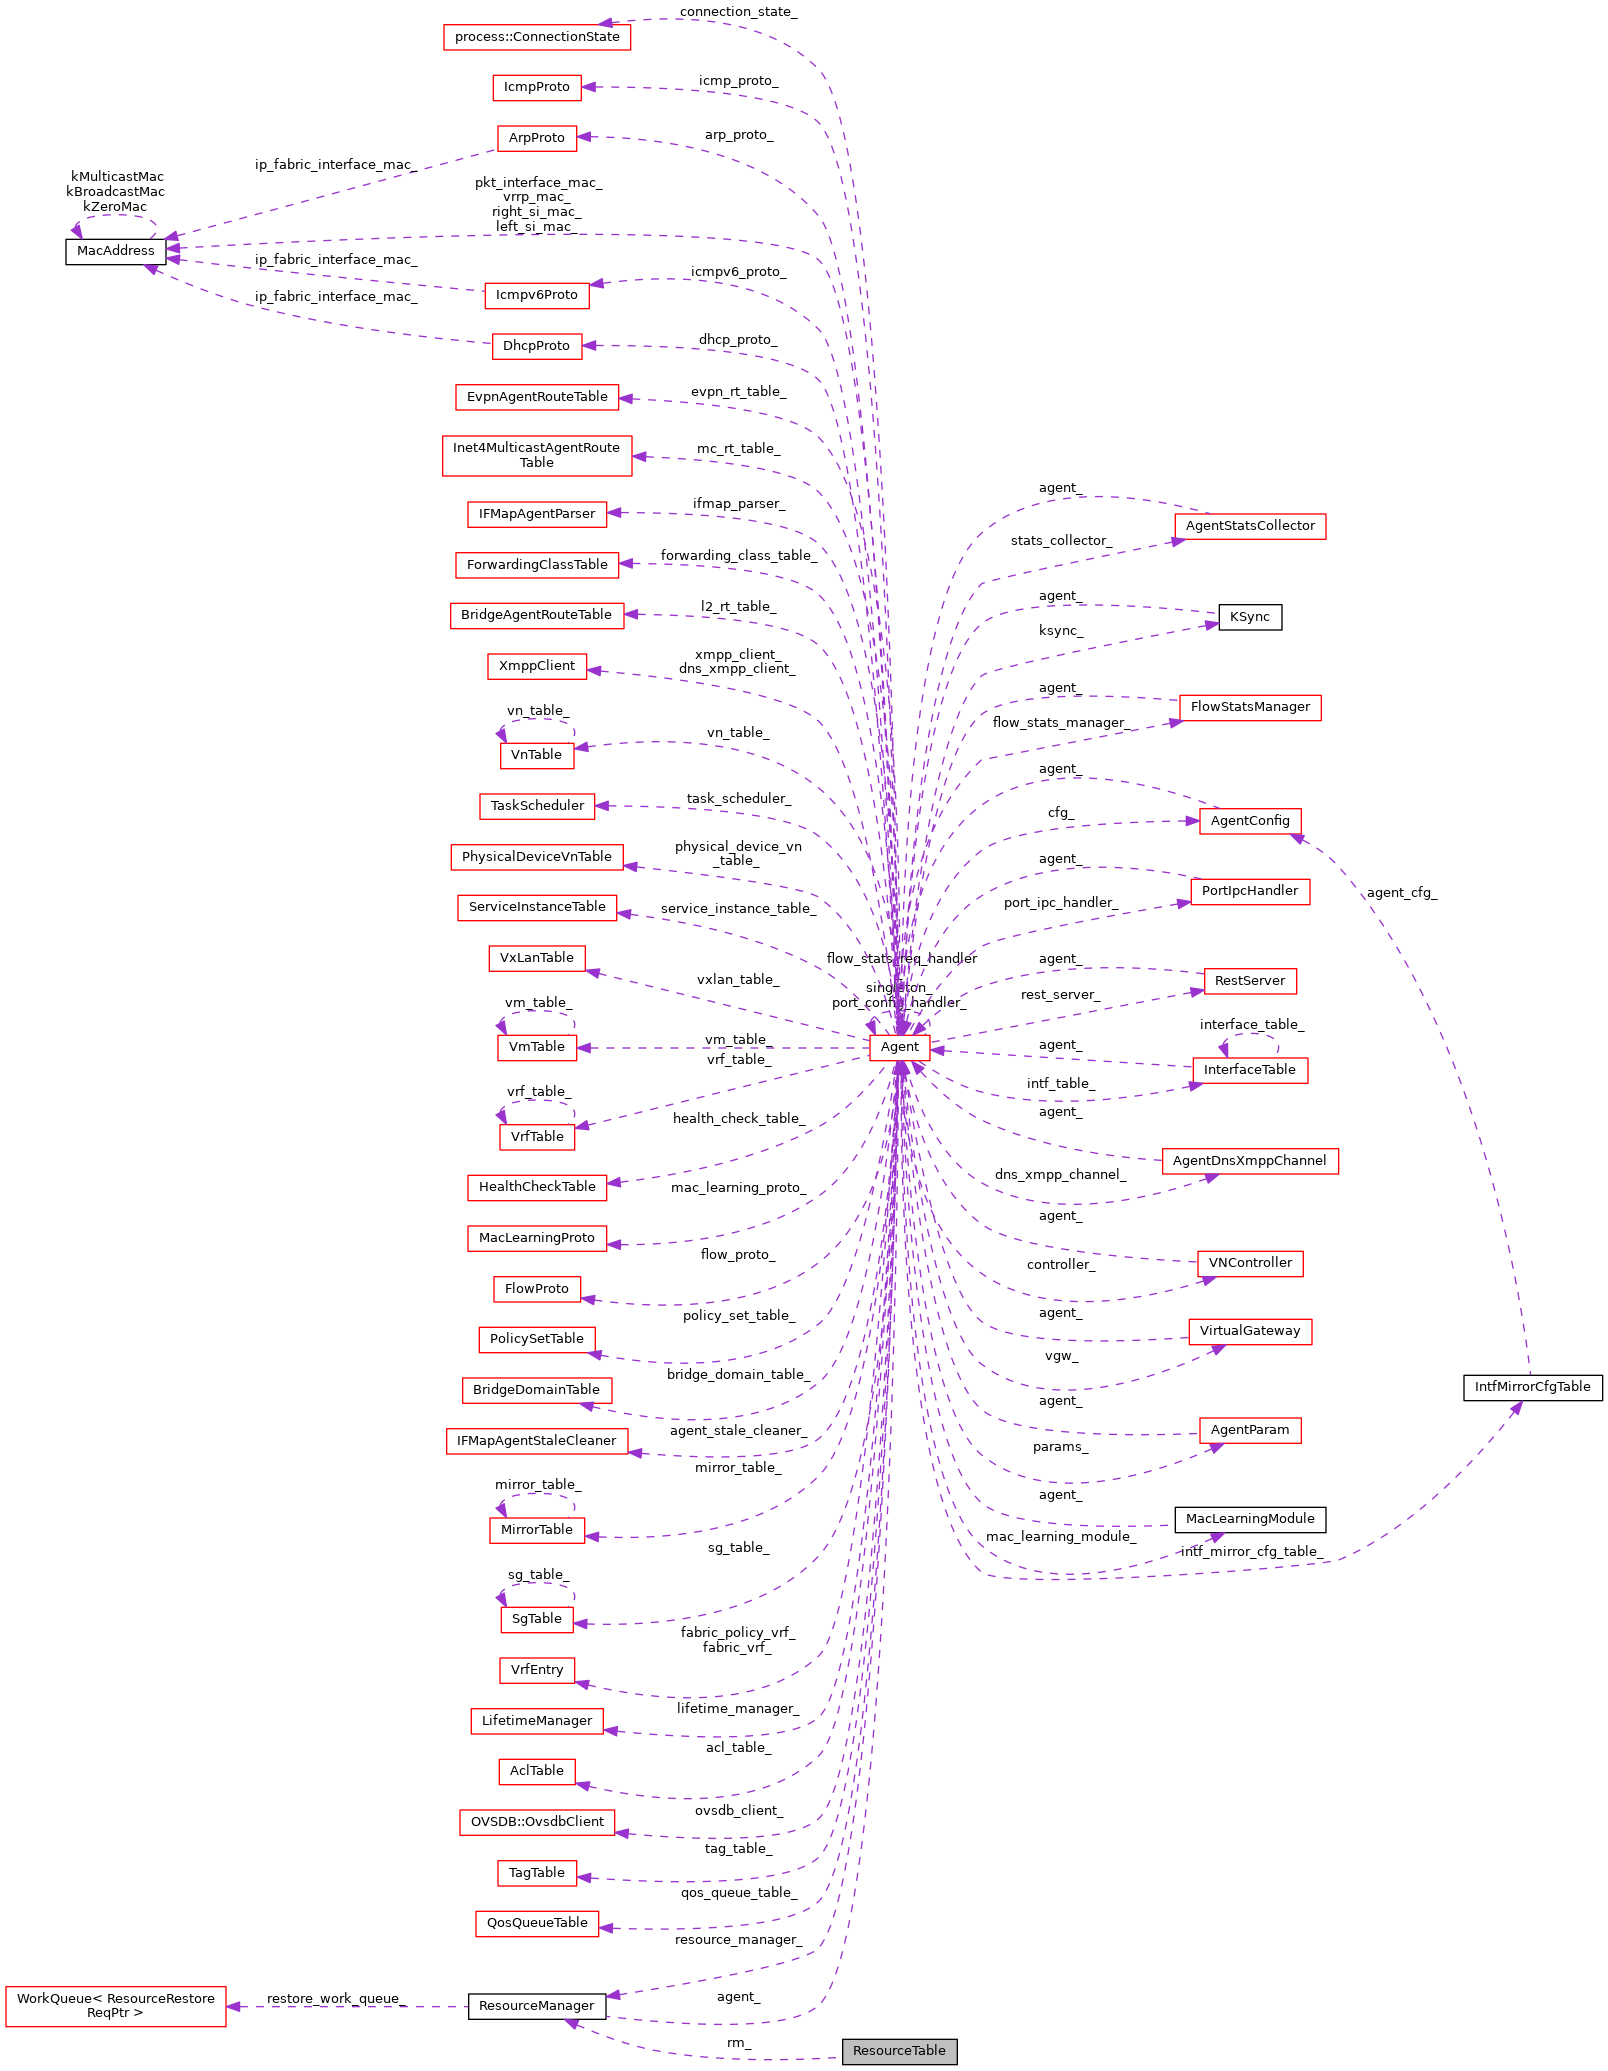 connection_state_
process::ConnectionState
icmp_proto_
IcmpProto
arp_proto_
ArpProto
ip_fabric_interface_mac_
kMulticastMac
kBroadcastMac
kZeroMac
pkt_interface_mac_
vrrp_mac_
right_si_mac_
left_si_mac_
MacAddress
ip_fabric_interface_mac_
icmpv6_proto_
Icmpv6Proto
ip_fabric_interface_mac_
dhcp_proto_
DhcpProto
evpn_rt_table_
EvpnAgentRouteTable
mc_rt_table_
Inet4MulticastAgentRoute
Table
agent_
ifmap_parser_
IFMapAgentParser
AgentStatsCollector
stats_collector_
forwarding_class_table_
ForwardingClassTable
agent_
l2_rt_table_
BridgeAgentRouteTable
KSync
ksync_
xmpp_client_
dns_xmpp_client_
XmppClient
agent_
vn_table_
FlowStatsManager
flow_stats_manager_
vn_table_
VnTable
agent_
task_scheduler_
TaskScheduler
cfg_
AgentConfig
physical_device_vn
_table_
PhysicalDeviceVnTable
agent_
PortIpcHandler
agent_cfg_
port_ipc_handler_
service_instance_table_
ServiceInstanceTable
flow_stats_req_handler
_
singleton_
port_config_handler_
agent_
VxLanTable
vxlan_table_
RestServer
rest_server_
vm_table_
interface_table_
vm_table_
VmTable
Agent
agent_
vrf_table_
InterfaceTable
intf_table_
vrf_table_
agent_
health_check_table_
VrfTable
AgentDnsXmppChannel
dns_xmpp_channel_
HealthCheckTable
mac_learning_proto_
agent_
MacLearningProto
flow_proto_
VNController
controller_
FlowProto
policy_set_table_
agent_
VirtualGateway
PolicySetTable
vgw_
bridge_domain_table_
BridgeDomainTable
IntfMirrorCfgTable
agent_
agent_stale_cleaner_
IFMapAgentStaleCleaner
AgentParam
params_
mirror_table_
mirror_table_
agent_
MirrorTable
MacLearningModule
mac_learning_module_
intf_mirror_cfg_table_
sg_table_
sg_table_
SgTable
fabric_policy_vrf_
fabric_vrf_
VrfEntry
lifetime_manager_
LifetimeManager
acl_table_
AclTable
ovsdb_client_
OVSDB::OvsdbClient
tag_table_
TagTable
qos_queue_table_
QosQueueTable
resource_manager_
WorkQueue< ResourceRestore
ReqPtr >
restore_work_queue_
ResourceManager
agent_
rm_
ResourceTable